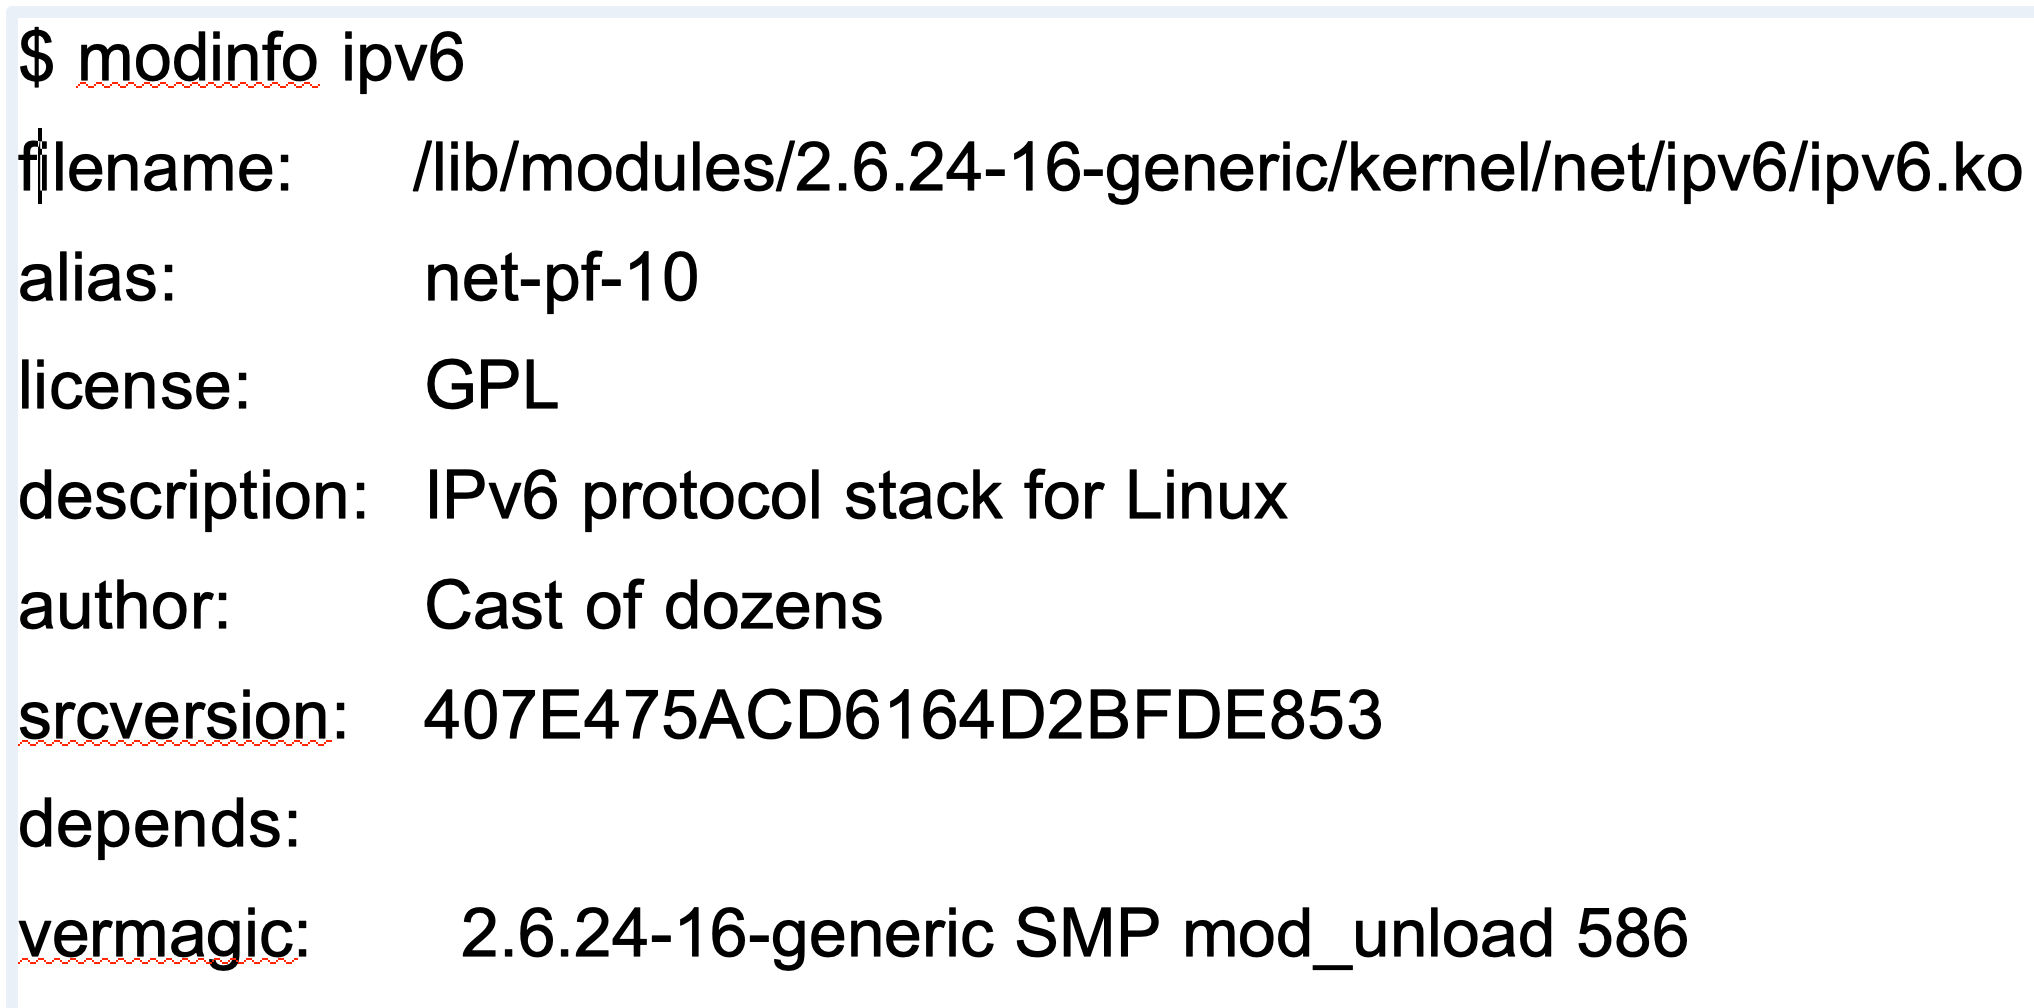 $ modinfo ipv6
filename: /lib/modules/2.6.24-16-generic/kernel/net/ipv6/ipv6.ko
alias: net-pf-10
license: GPL
description: IPv6 protocol stack for Linux
author: Cast of dozens
srcversion: 407E475ACD6164D2BFDE853
depends:
vermagic: 2.6.24-16-generic SMP mod_unload 586